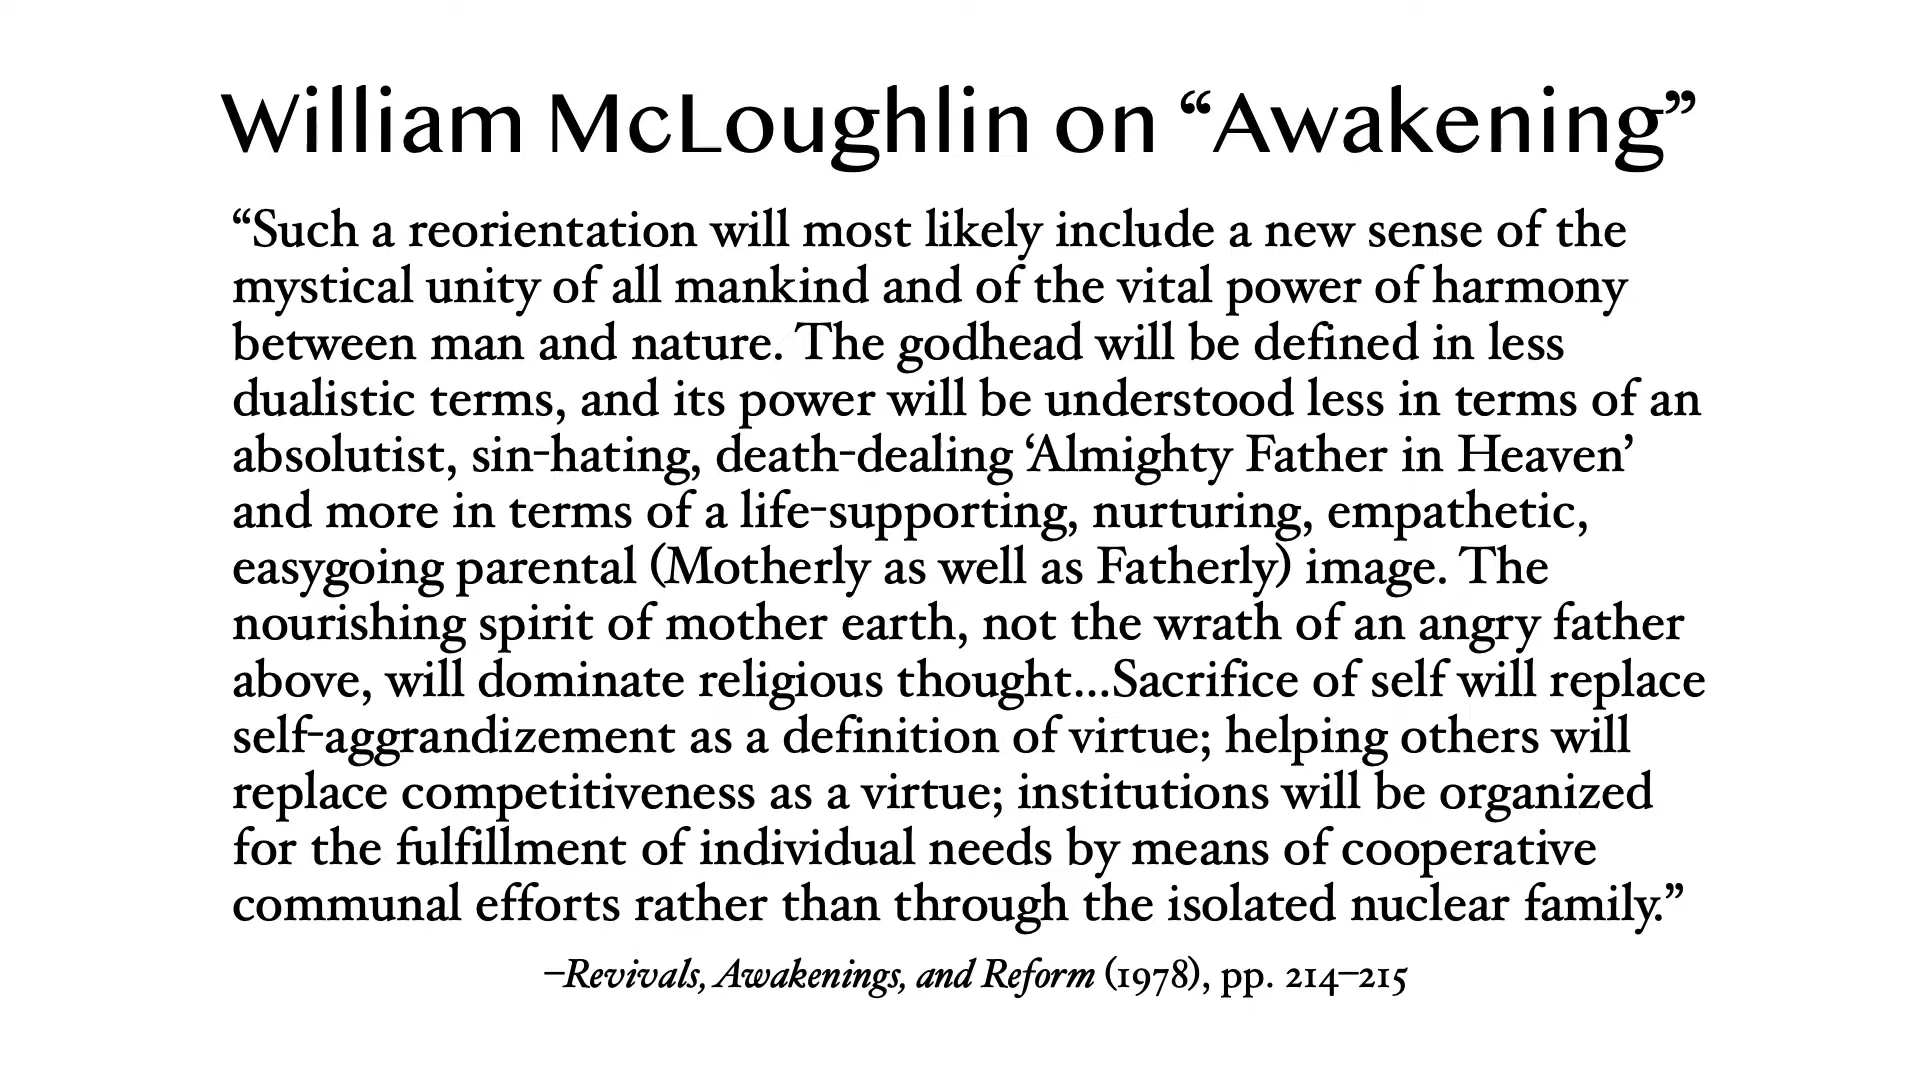 William McLoughlin on “Awakening”
“Such a reorientation will most likely include a new sense of the
mystical unity of all mankind and of the vital power of harmony
between man and nature. The godhead will be defined in less
dualistic terms, and its power will be understood less in terms of an
absolutist, sin-hating, death-dealing ‘Almighty Father in Heaven’
and more in terms of a life-supporting, nurturing, empathetic,
easygoing parental (Motherly as well as Fatherly) image. The
nourishing spirit of mother earth, not the wrath of an angry father
above, will dominate religious thought…Sacrifice of self will replace
self-aggrandizement as a definition of virtue; helping others will
replace competitiveness as a virtue; institutions will be organized
for the fulfillment of individual needs by means of cooperative
communal efforts rather than through the isolated nuclear family.”
–Revivals, Awakenings, and Reform (1978), pp. 214–215